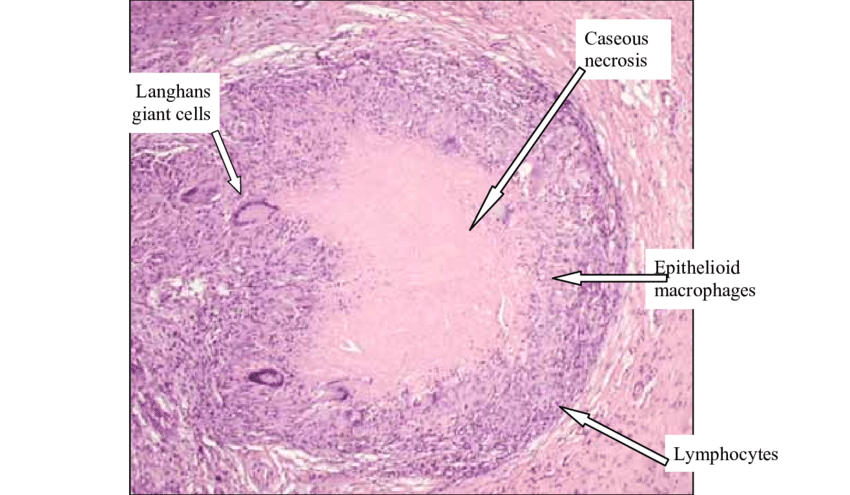 Caseous
necrosis
Langhans
giant cells
Epithelioid
macrophages
Lymphocytes